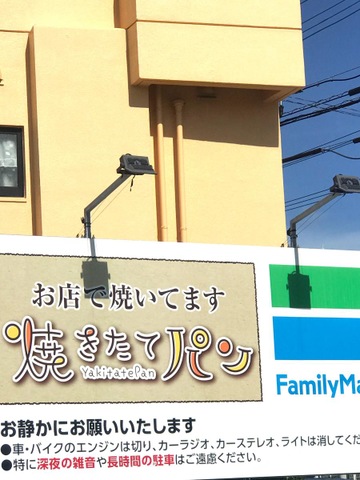 お店で焼いてます
焼きたてパン
YakitatePan
FamilyMa
お静かにお願いいたします
●車・バイクのエンジンは切り、カーラジオ、カーステレオ、ライトは消してくだ
●特に深夜の雑音や長時間の駐車はご遠慮ください。